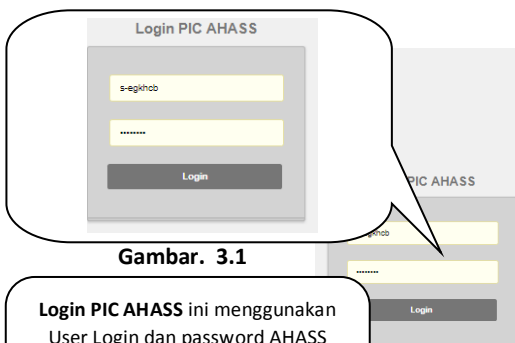 Login PIC AHASS
s-egkhcb
Login
Gambar. 3.1
PIC AHASS
Login
Login PIC AHASS ini menggunakan
User Login dan password AHASS